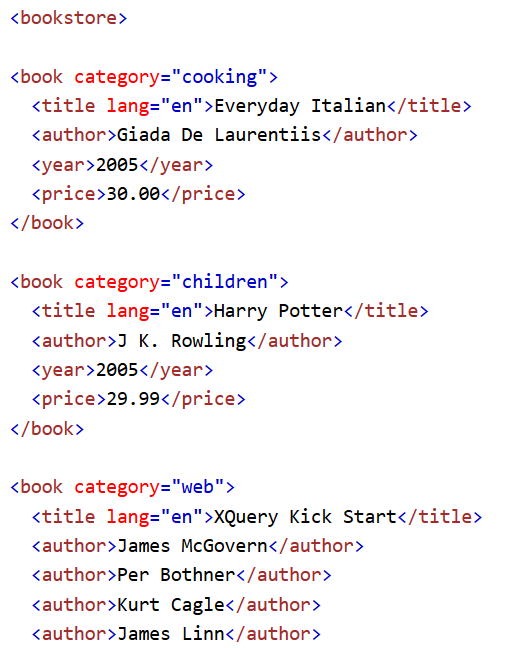 <bookstore>
<book category="cooking">
<title lang="en">Everyday Italian</title>
<author>Giada De Laurentiis</author>
<year>2005</year>
<price>30.00</price>
</book>
<book category="children">
<title lang="en">Harry Potter</title>
<author>J K. Rowling</author>
<year>2005</year>
<price>29.99</price>
</book>
<book category="web">
<title lang="en">XQuery Kick Start</title>
<author>James McGovern</author>
<author>Per Bothner</author>
<author>Kurt Cagle</author>
<author>James Linn</author>